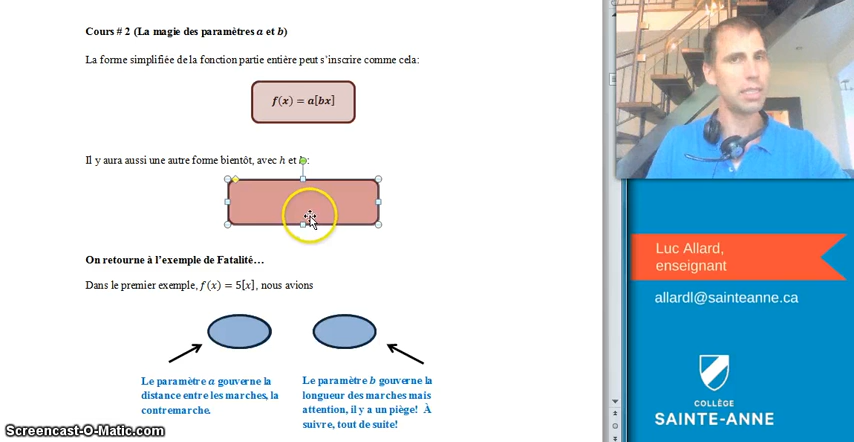 Cours # 2 (La magie des paramètres a et b)
La forme simplifiée de la fonction partie entière peut s'inscrire comme cela:
f(x) = a[bx]
Il y aura aussi une autre forme bientôt, avec h et :
On retourne à l'exemple de Fatalité…
Dans le premier exemple, f(x) = 5[x], nous avions
Le paramètre a gouverne la
distance entre les marches, la
contremarche.
Le paramètre b gouverne la
longueur des marches mais
attention, il y a un piège! À
suivre, tout de suite!
Luc Allard,
enseignant
allardl@sainteanne.ca
COLLÈGE
SAINTE-ANNE
Screencast-O-Matic.com